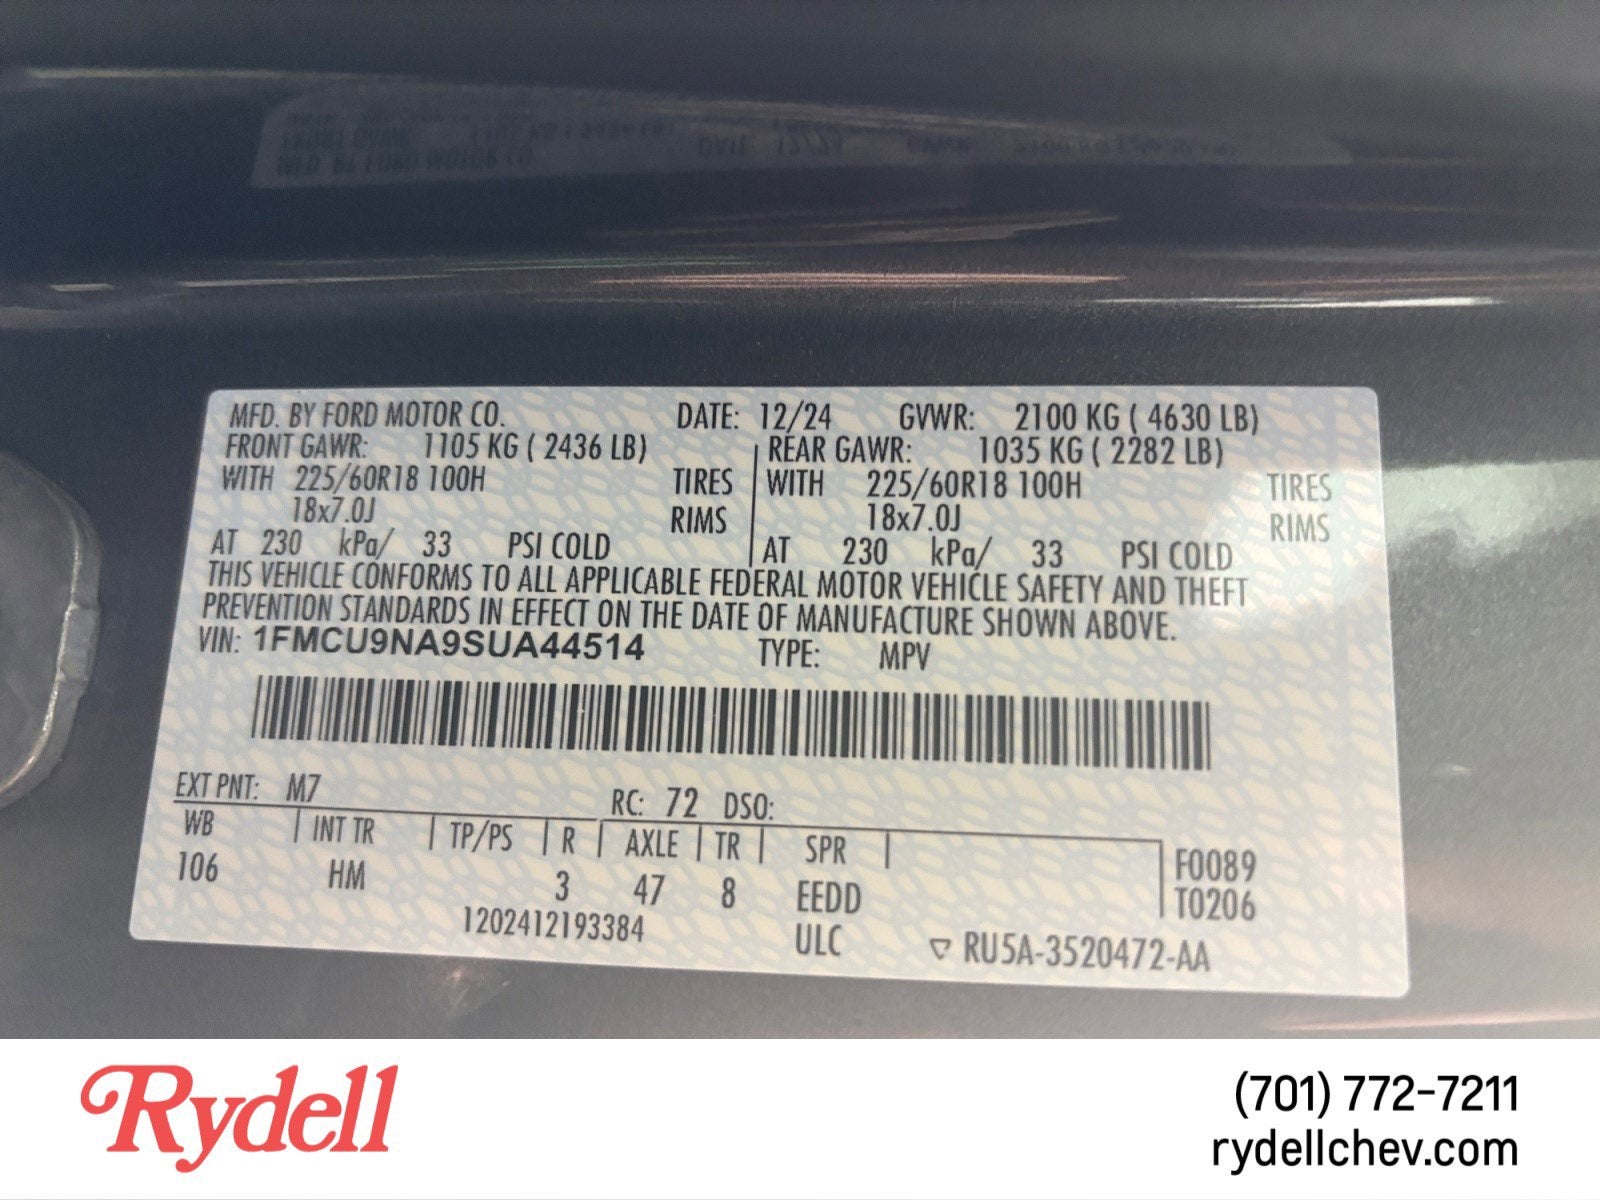 MFD. BY FORD MOTOR CO. DATE: 12/24 GVWR: 2100 KG ( 4630 LB)
FRONT GAWR: 1105 KG ( 2436 LB) REAR GAWR: 1035 KG ( 2282 LB)
WITH 225/60R18 100H TIRES WITH 225/60R18 100H TIRES
18x7.0J RIMS 18x7.0J RIMS
AT 230 kPa/ 33 PSI COLD AT 230 kPa/ 33 PSI COLD
THIS VEHICLE CONFORMS TO ALL APPLICABLE FEDERAL MOTOR VEHICLE SAFETY AND THEFT
PREVENTION STANDARDS IN EFFECT ON THE DATE OF MANUFACTURE SHOWN ABOVE.
VIN: 1FMCU9NA9SUA44514 TYPE: MPV
EXT PNT: M7 RC: 72 DSO:
WB INT TR TP/PS R AXLE TR SPR F0089
106 HM 3 47 8 EEDD T0206
1202412193384 ULC RU5A-3520472-AA
Rydell
(701) 772-7211
rydellchev.com